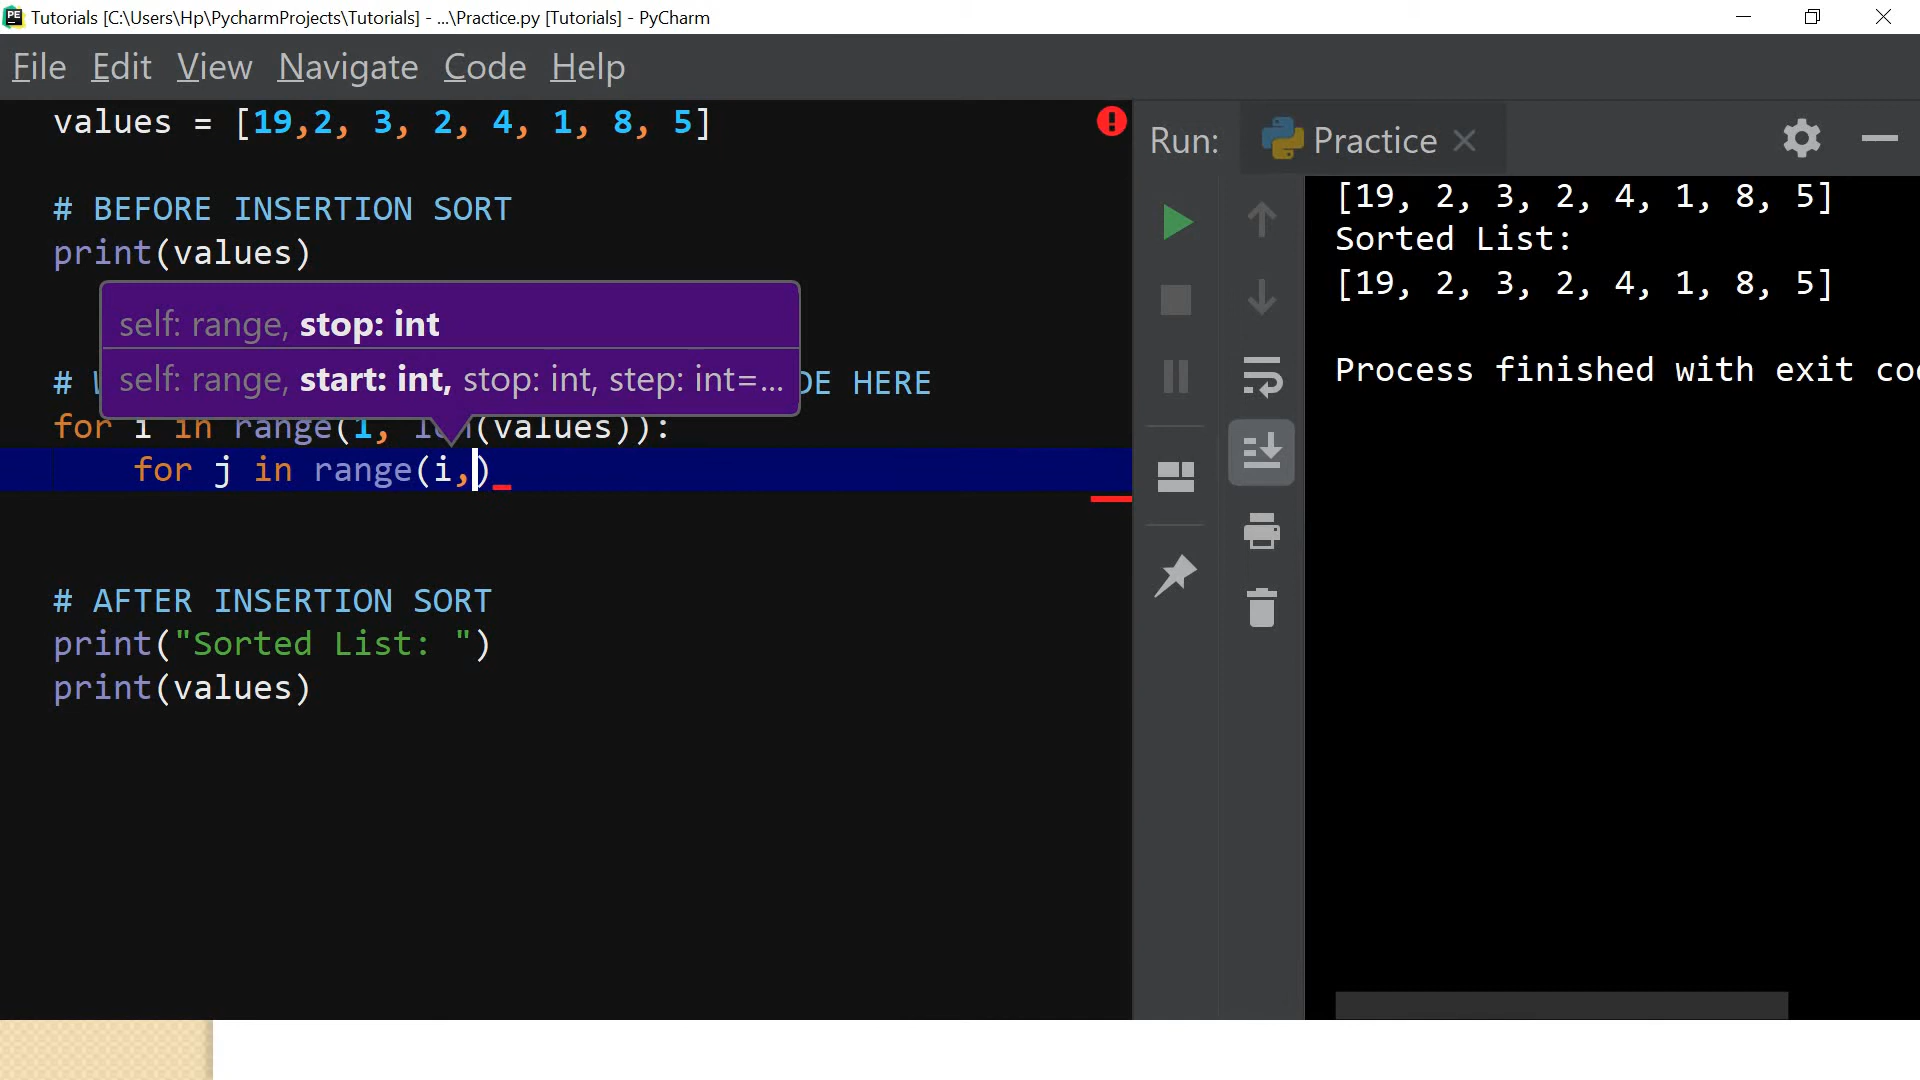 Tutorials [C:\Users\Hp\PycharmProjects\Tutorials] - ...\Practice.py [Tutorials] - PyCharm
File Edit View Navigate Code Help
values = [19,2, 3, 2, 4, 1, 8, 5]
# BEFORE INSERTION SORT
print(values)
self: range, stop: int
self: range, start: int, stop: int, step: int=...
# DE HERE
for i in range(1, len(values)):
for j in range(i,)
# AFTER INSERTION SORT
print("Sorted List: ")
print(values)
Run: Practice
[19, 2, 3, 2, 4, 1, 8, 5]
Sorted List:
[19, 2, 3, 2, 4, 1, 8, 5]
Process finished with exit co